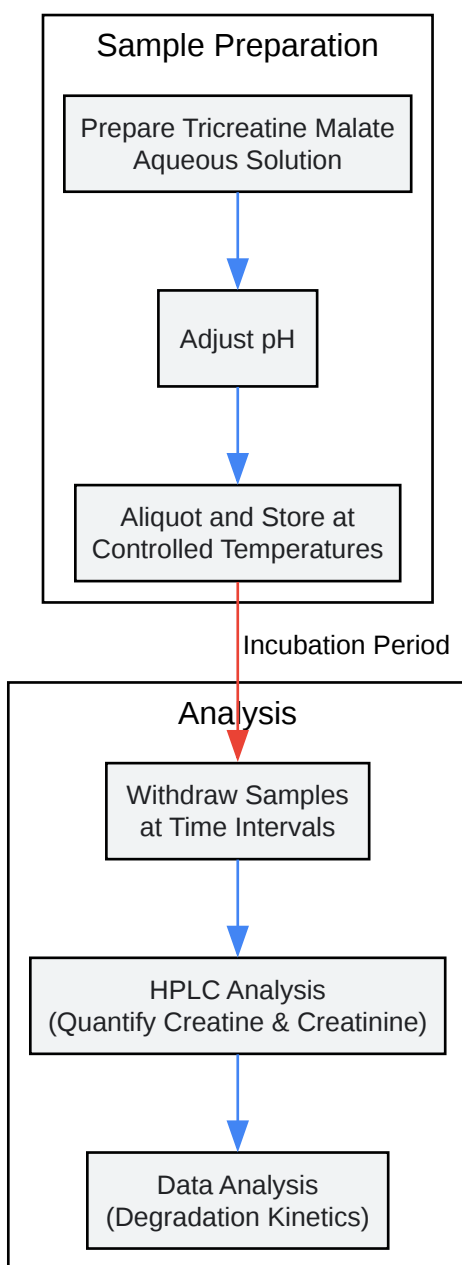 Sample Preparation
Prepare Tricreatine Malate
Aqueous Solution
Adjust pH
Aliquot and Store at
Controlled Temperatures
Incubation Period
Analysis
Withdraw Samples
at Time Intervals
HPLC Analysis
(Quantify Creatine & Creatinine)
Data Analysis
(Degradation Kinetics)